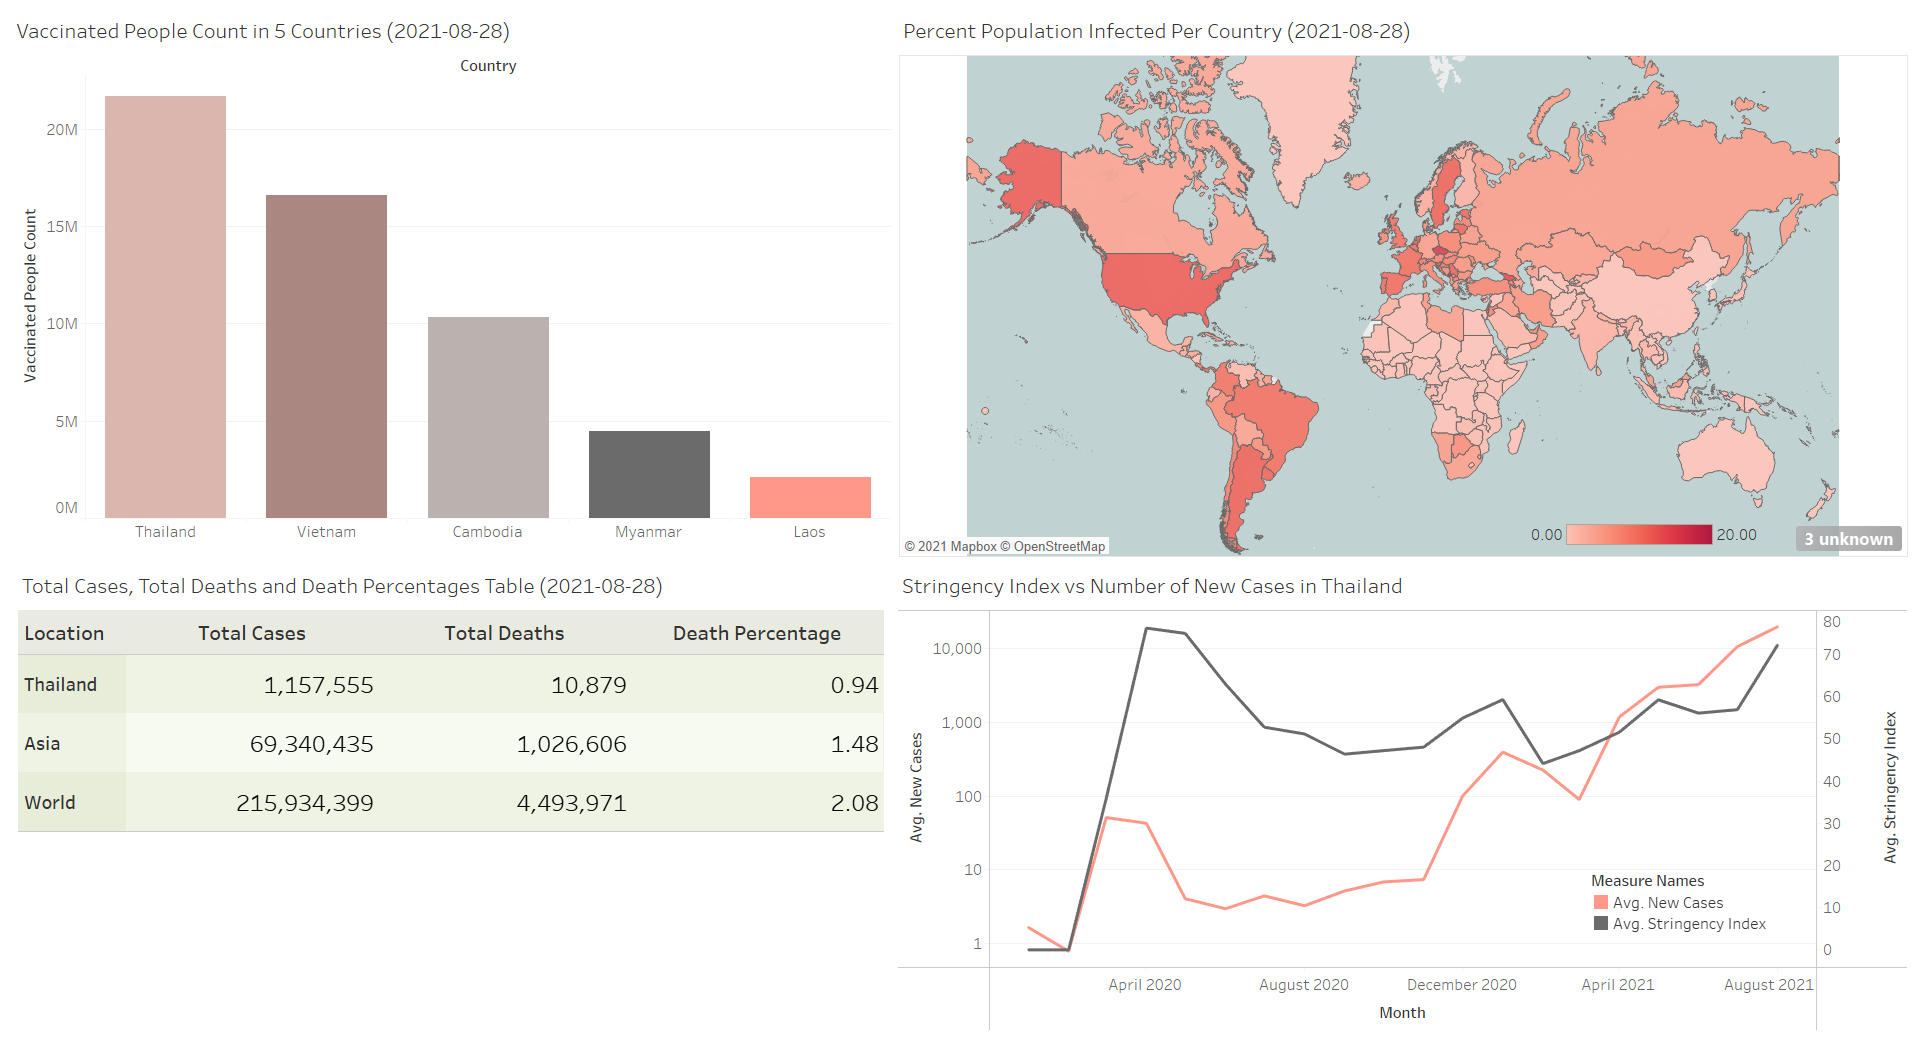 Vaccinated People Count in 5 Countries (2021-08-28)
Country
Vaccinated People Count
20M
15M
10M
5M
0M
Thailand
Vietnam
Cambodia
Myanmar
Laos
Percent Population Infected Per Country (2021-08-28)
0.00
20.00
3 unknown
© 2021 Mapbox © OpenStreetMap
Total Cases, Total Deaths and Death Percentages Table (2021-08-28)
Location Total Cases Total Deaths Death Percentage
Thailand 1,157,555 10,879 0.94
Asia 69,340,435 1,026,606 1.48
World 215,934,399 4,493,971 2.08
Stringency Index vs Number of New Cases in Thailand
Avg. New Cases
10,000
1,000
100
10
1
80
70
60
50
40
30
20
10
0
Avg. Stringency Index
Measure Names
Avg. New Cases
Avg. Stringency Index
April 2020
August 2020
December 2020
April 2021
August 2021
Month